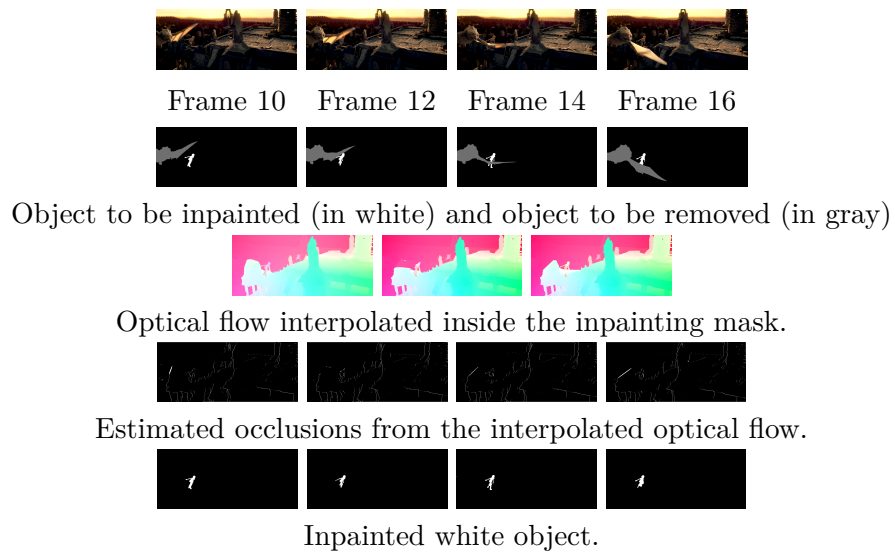 Frame 10 Frame 12 Frame 14 Frame 16
Object to be inpainted (in white) and object to be removed (in gray)
Optical flow interpolated inside the inpainting mask.
Estimated occlusions from the interpolated optical flow.
Inpainted white object.